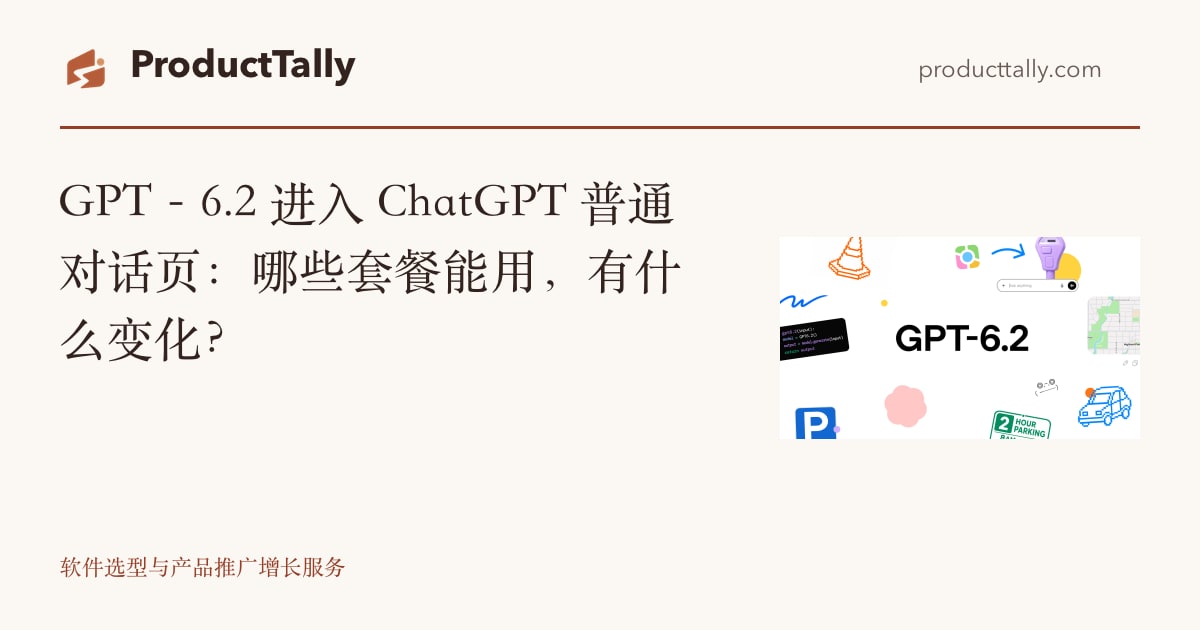 ProductTally
producttally.com
GPT - 6.2 进入 ChatGPT 普通
对话页：哪些套餐能用，有什
么变化？
GPT-6.2
P
2 HOUR
PARKING
软件选型与产品推广增长服务